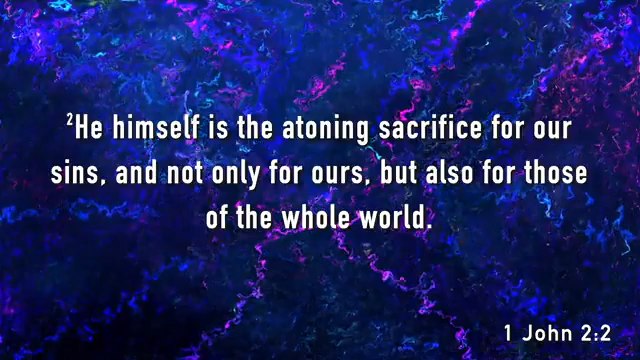 ²He himself is the atoning sacrifice for our
sins, and not only for ours, but also for those
of the whole world.
1 John 2:2